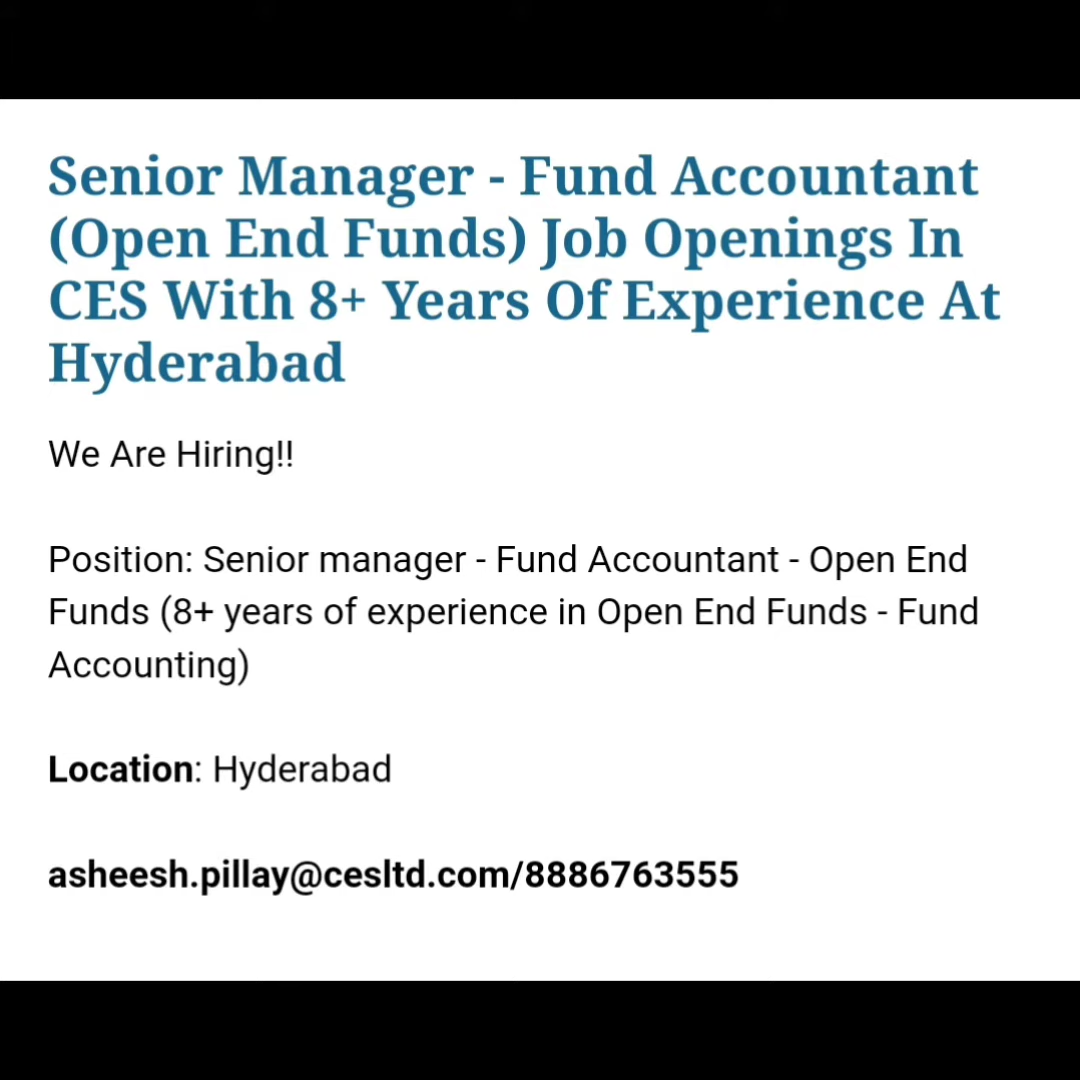 Senior Manager - Fund Accountant
(Open End Funds) Job Openings In
CES With 8+ Years Of Experience At
Hyderabad
We Are Hiring!!
Position: Senior manager - Fund Accountant - Open End
Funds (8+ years of experience in Open End Funds - Fund
Accounting)
Location: Hyderabad
asheesh.pillay@cesltd.com/8886763555